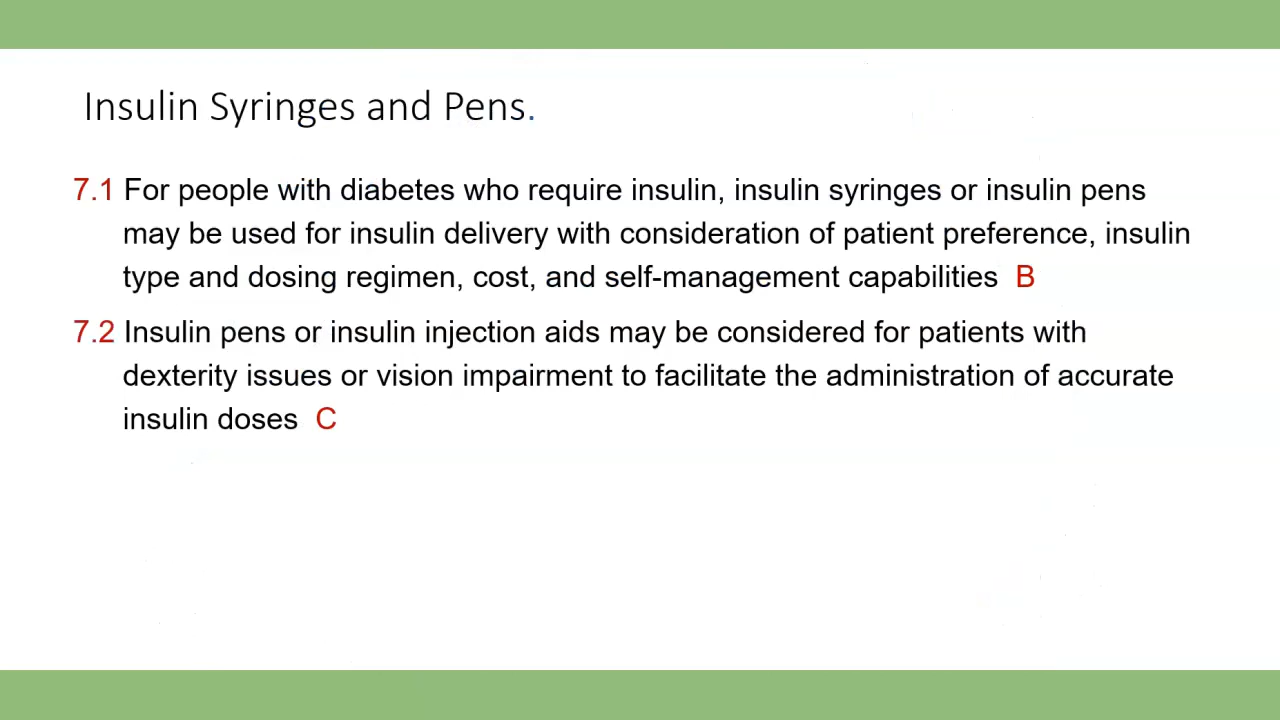 Insulin Syringes and Pens.
7.1 For people with diabetes who require insulin, insulin syringes or insulin pens
may be used for insulin delivery with consideration of patient preference, insulin
type and dosing regimen, cost, and self-management capabilities B
7.2 Insulin pens or insulin injection aids may be considered for patients with
dexterity issues or vision impairment to facilitate the administration of accurate
insulin doses C